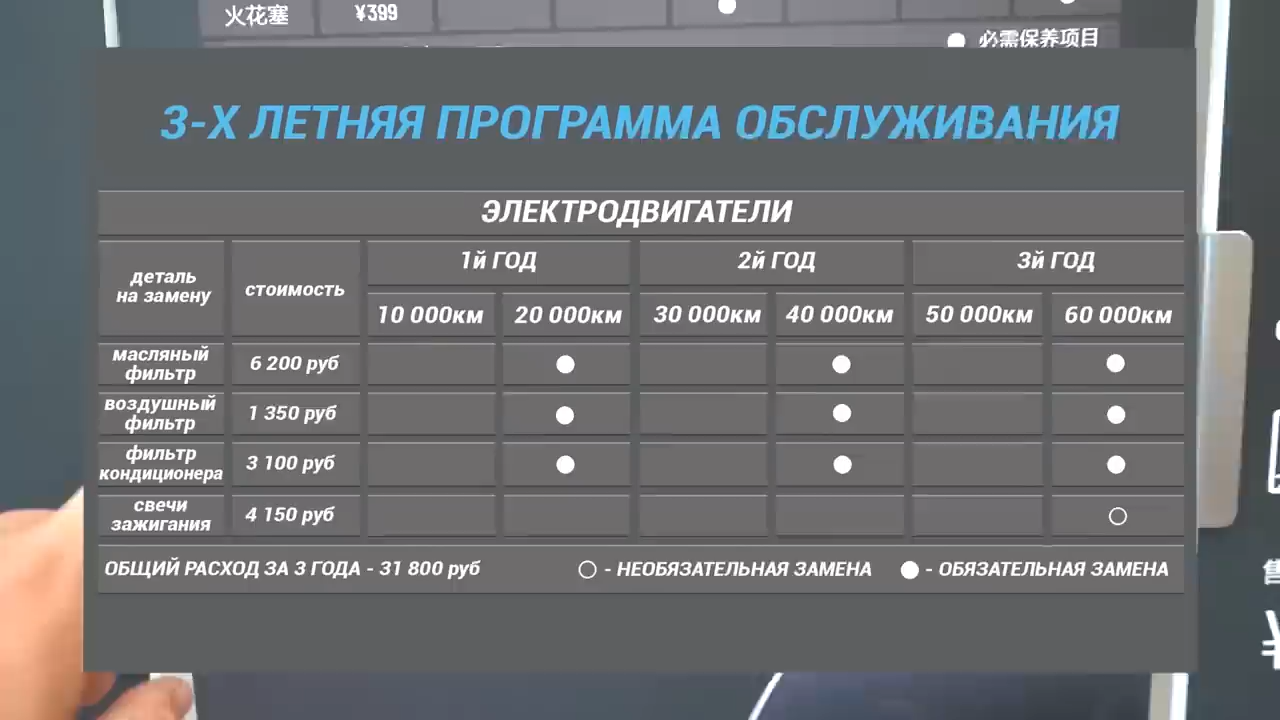 火花塞 ¥399
必需保养项目
3-Х ЛЕТНЯЯ ПРОГРАММА ОБСЛУЖИВАНИЯ
ЭЛЕКТРОДВИГАТЕЛИ
деталь
на замену
стоимость
1й ГОД 2й ГОД 3й ГОД
10 000км 20 000км 30 000км 40 000км 50 000км 60 000км
масляный
фильтр
6 200 руб
воздушный
фильтр
1 350 руб
фильтр
кондиционера
3 100 руб
свечи
зажигания
4 150 руб
ОБЩИЙ РАСХОД ЗА 3 ГОДА - 31 800 руб
- НЕОБЯЗАТЕЛЬНАЯ ЗАМЕНА
- ОБЯЗАТЕЛЬНАЯ ЗАМЕНА